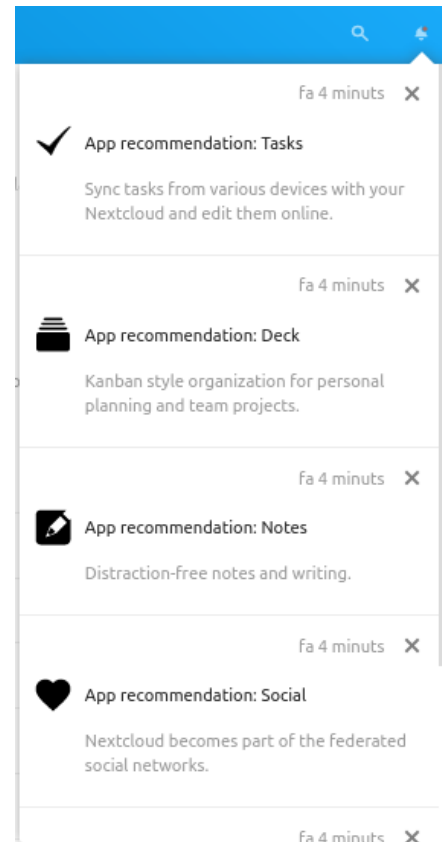 fa 4 minuts
App recommendation: Tasks
Sync tasks from various devices with your
Nextcloud and edit them online.
fa 4 minuts
App recommendation: Deck
Kanban style organization for personal
planning and team projects.
fa 4 minuts
App recommendation: Notes
Distraction-free notes and writing.
fa 4 minuts
App recommendation: Social
Nextcloud becomes part of the federated
social networks.
fa 4 minuts